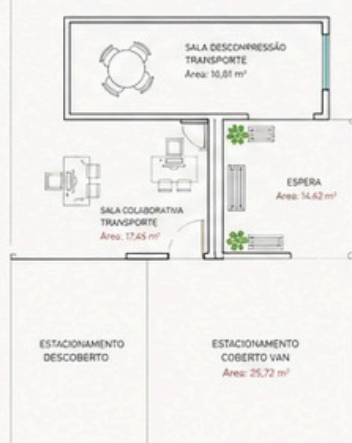 SALA DESCOMPRESSÃO
TRANSPORTE
Área: 10,81 m²
ESPERA
Área: 14,62 m²
SALA COLABORATIVA
TRANSPORTE
Área: 17,45 m²
ESTACIONAMENTO
DESCOBERTO
ESTACIONAMENTO
COBERTO VAN
Área: 25,72 m²